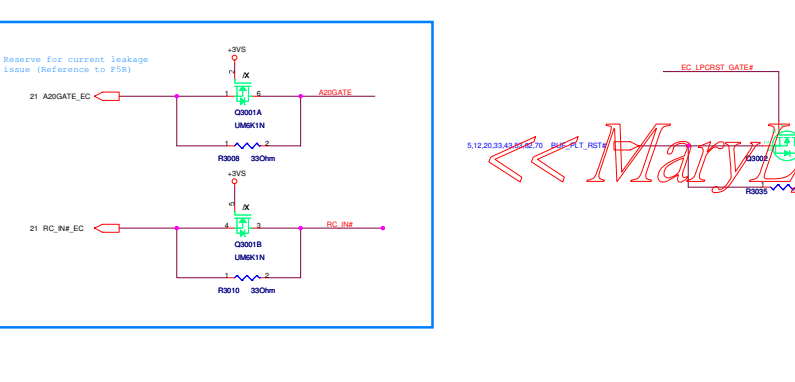 Reserve for current leakage
issue (Reference to F5R)
+3VS
2
/X
21 A20GATE_EC
1
6
A20GATE
Q3001A
UM6K1N
1
2
R3008 33Ohm
+3VS
5
/X
21 RC_IN#_EC
4
3
RC_IN#
Q3001B
UM6K1N
1
2
R3010 33Ohm
EC_LPCRST_GATE#
5,12,20,33,43,53,62,70 BUF_PLT_RST#
<< Mary
Q3002
1
R3035